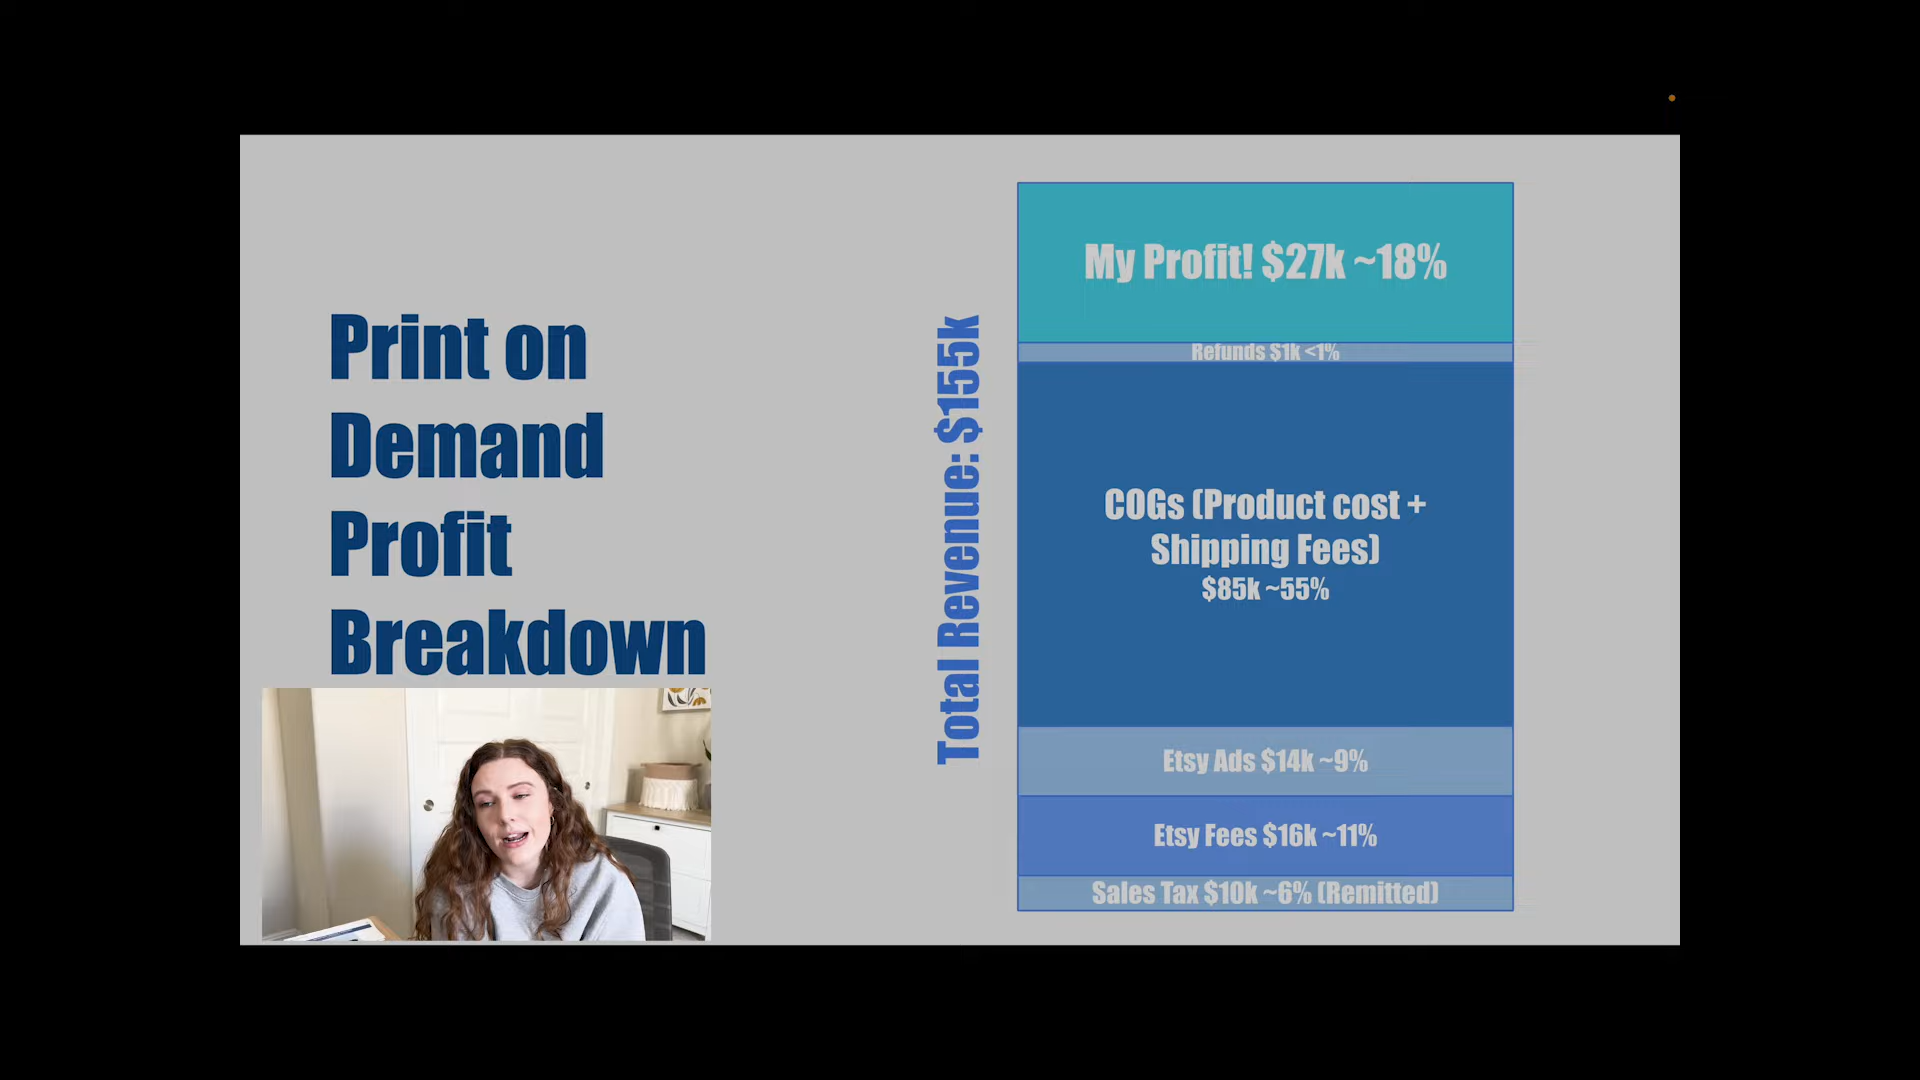 Print on
Demand
Profit
Breakdown
Total Revenue: $155k
My Profit! $27k ~18%
Refunds $1k <1%
COGs (Product cost +
Shipping Fees)
$85k ~55%
Etsy Ads $14k ~9%
Etsy Fees $16k ~11%
Sales Tax $10k ~6% (Remitted)